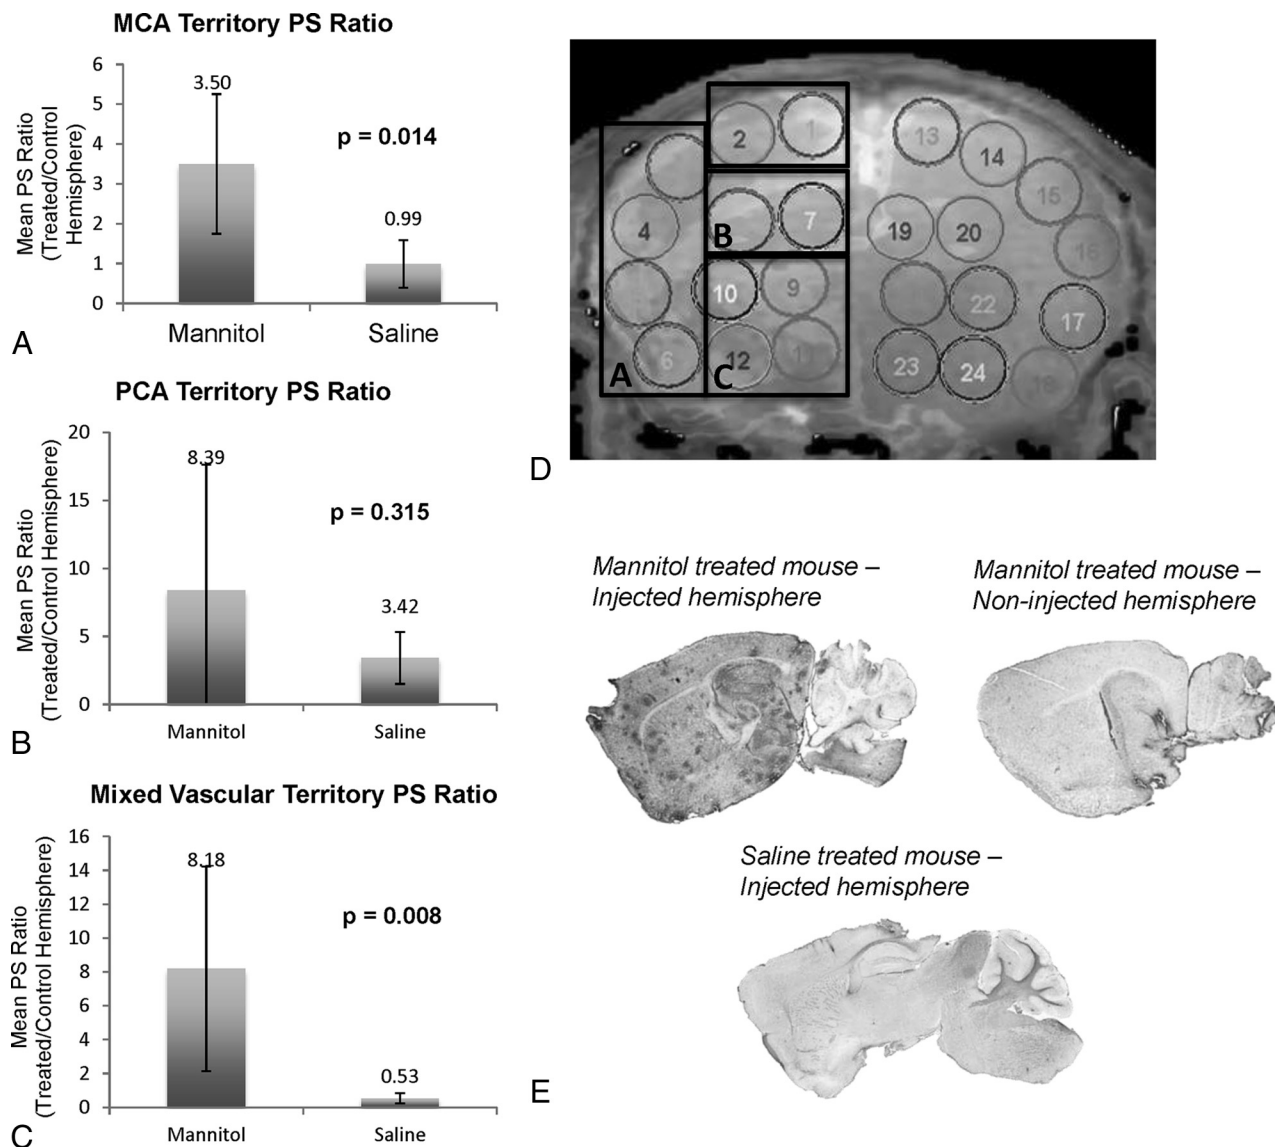 MCA Territory PS Ratio
Mean PS Ratio
(Treated/Control
Hemisphere)
6
5
4
3
2
1
0
3.50
0.99
p = 0.014
Mannitol
Saline
A
PCA Territory PS Ratio
Mean PS Ratio
(Treated/Control Hemisphere)
20
15
10
5
0
8.39
3.42
p = 0.315
Mannitol
Saline
B
Mixed Vascular Territory PS Ratio
Mean PS Ratio
(Treated/Control Hemisphere)
16
14
12
10
8
6
4
2
0
8.18
0.53
p = 0.008
Mannitol
Saline
C
2
1
13
14
15
4
B
7
19
20
16
10
9
22
17
A
6
C
12
11
23
24
18
D
Mannitol treated mouse –
Injected hemisphere
Mannitol treated mouse –
Non-injected hemisphere
Saline treated mouse –
Injected hemisphere
E